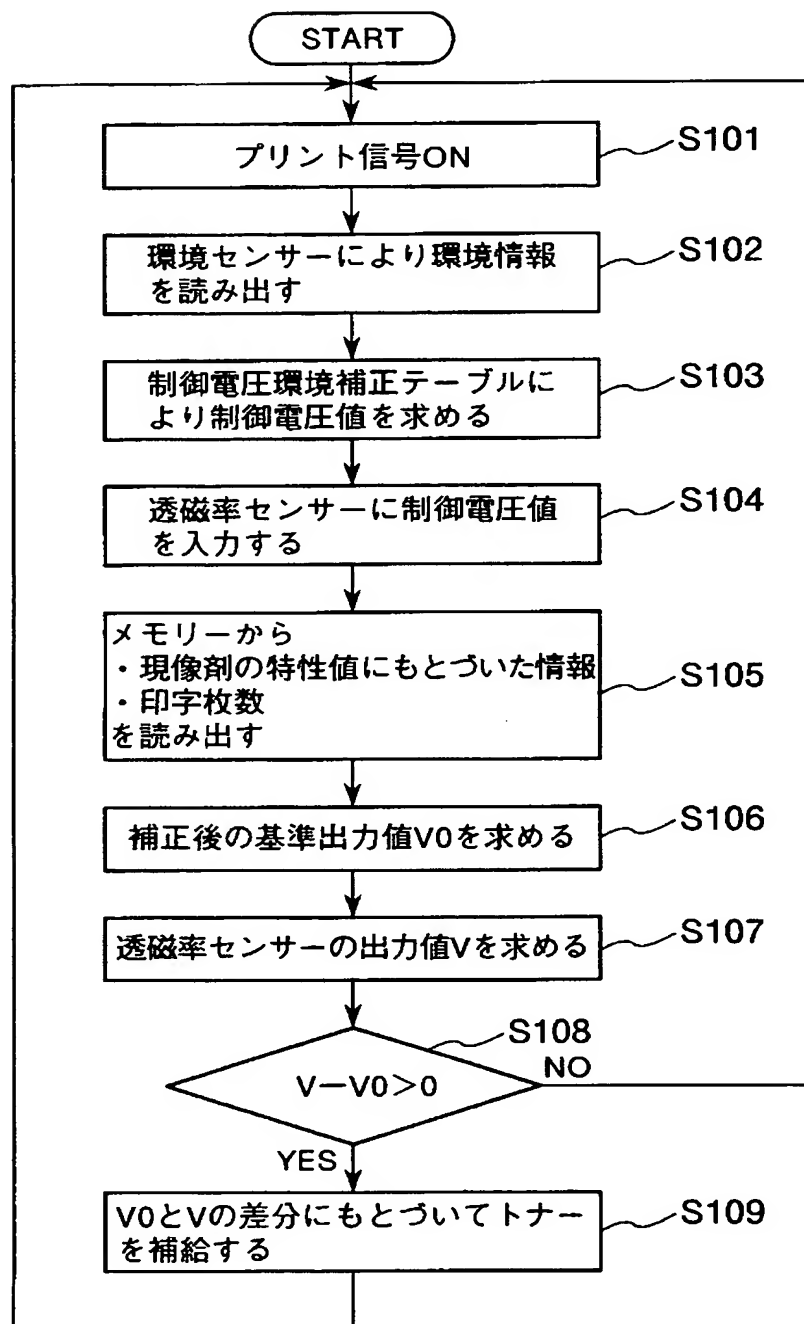 START
プリント信号ON
S101
環境センサーにより環境情報
を読み出す
S102
制御電圧環境補正テーブルに
より制御電圧値を求める
S103
透磁率センサーに制御電圧値
を入力する
S104
メモリーから
・現像剤の特性値にもとづいた情報
・印字枚数
を読み出す
S105
補正後の基準出力値V0を求める
S106
透磁率センサーの出力値Vを求める
S107
S108
V－V0＞0
NO
YES
V0とVの差分にもとづいてトナー
を補給する
S109